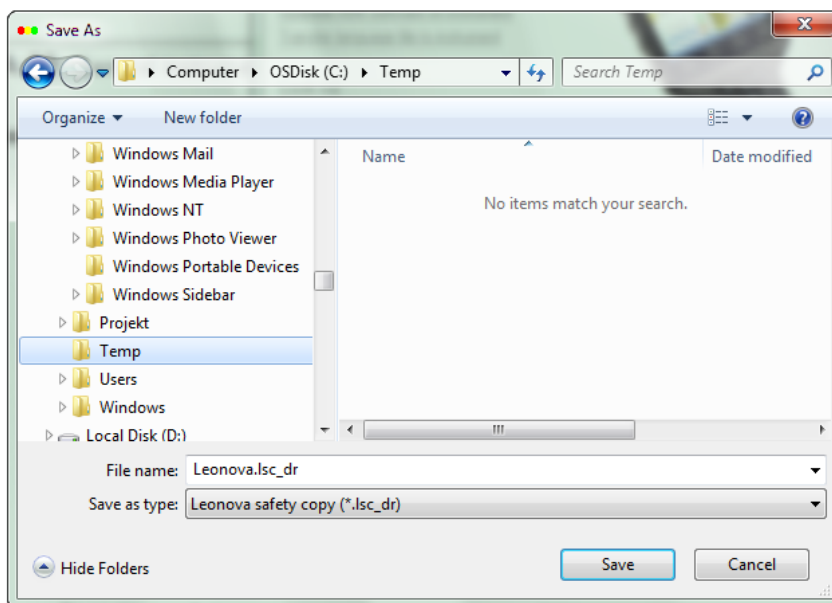 Save As
Computer OSDisk (C:) Temp
Search Temp
Organize New folder
Name Date modified
No items match your search.
Windows Mail
Windows Media Player
Windows NT
Windows Photo Viewer
Windows Portable Devices
Windows Sidebar
Projekt
Temp
Users
Windows
Local Disk (D:)
File name: Leonova.lsc_dr
Save as type: Leonova safety copy (*.lsc_dr)
Hide Folders Save Cancel